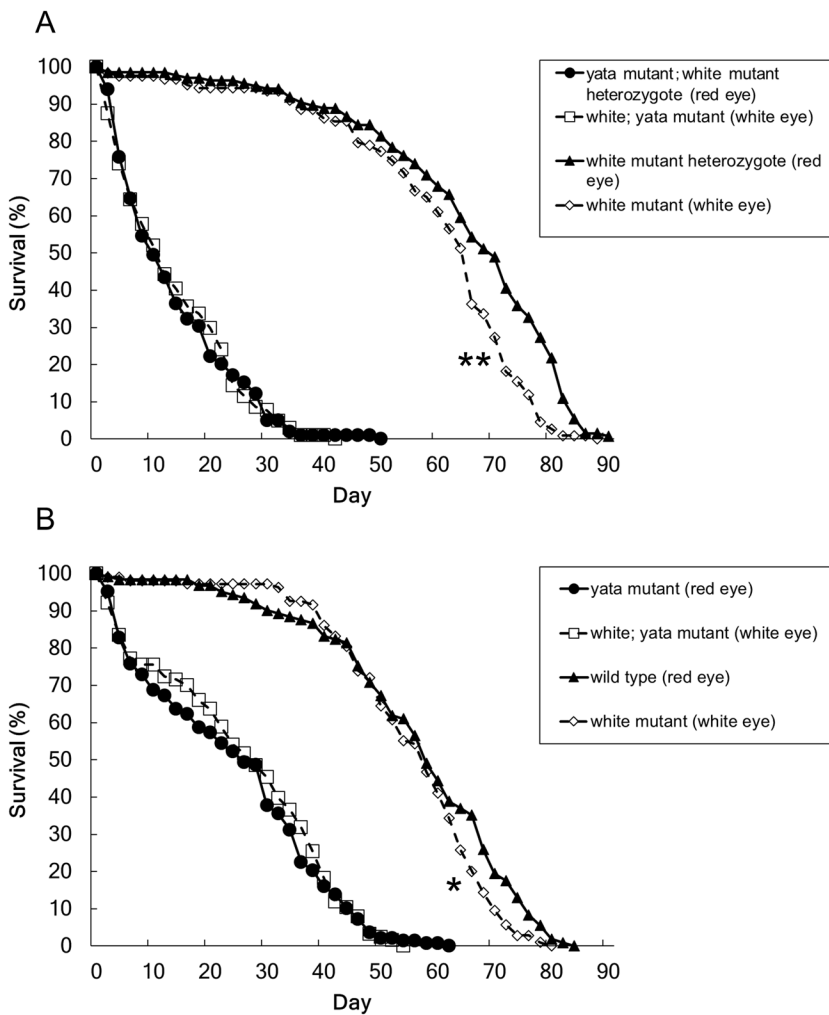 A
100
90
80
70
60
50
40
30
20
10
0
Survival (%)
0 10 20 30 40 50 60 70 80 90
Day
**
yata mutant; white mutant
heterozygote (red eye)
white; yata mutant (white eye)
white mutant heterozygote (red
eye)
white mutant (white eye)
B
100
90
80
70
60
50
40
30
20
10
0
Survival (%)
0 10 20 30 40 50 60 70 80 90
Day
*
yata mutant (red eye)
white; yata mutant (white eye)
wild type (red eye)
white mutant (white eye)